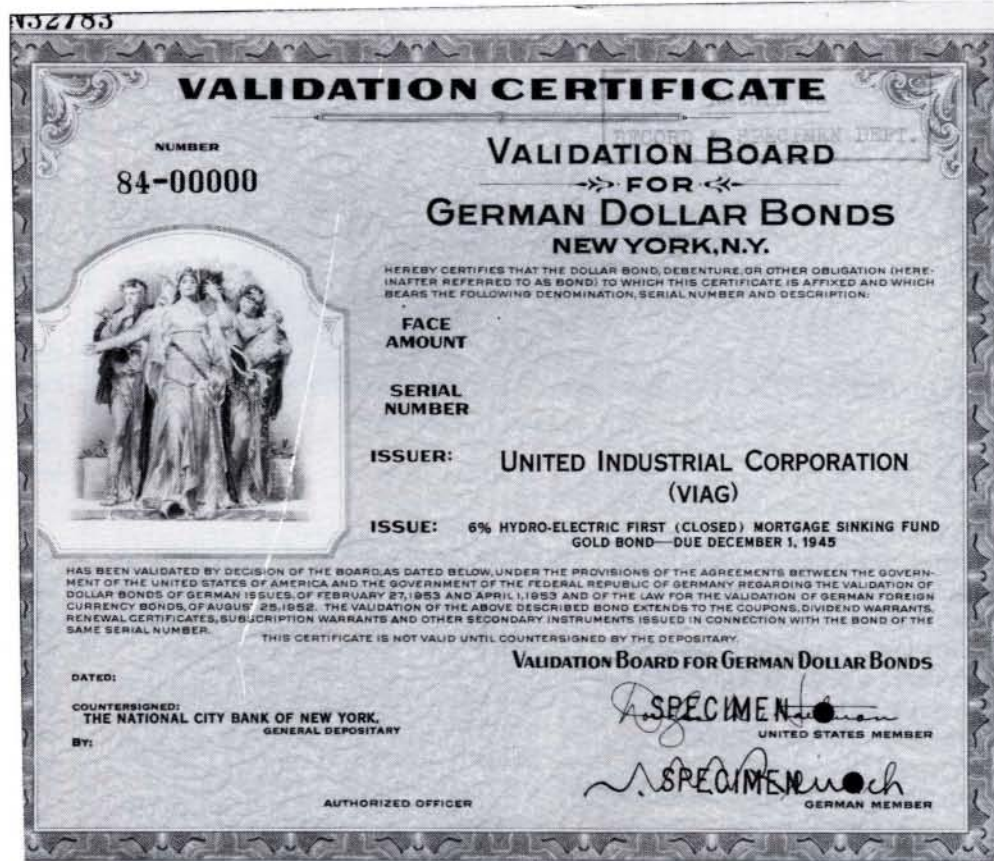 N32783
VALIDATION CERTIFICATE
RECORD & SPECIMEN DEPT.
NUMBER
84-00000
VALIDATION BOARD
FOR
GERMAN DOLLAR BONDS
NEW YORK, N.Y.
HEREBY CERTIFIES THAT THE DOLLAR BOND, DEBENTURE, OR OTHER OBLIGATION (HERE-
INAFTER REFERRED TO AS BOND) TO WHICH THIS CERTIFICATE IS AFFIXED AND WHICH
BEARS THE FOLLOWING DENOMINATION, SERIAL NUMBER AND DESCRIPTION:
FACE
AMOUNT
SERIAL
NUMBER
ISSUER: UNITED INDUSTRIAL CORPORATION
(VIAG)
ISSUE: 6% HYDRO-ELECTRIC FIRST (CLOSED) MORTGAGE SINKING FUND
GOLD BOND—DUE DECEMBER 1, 1945
HAS BEEN VALIDATED BY DECISION OF THE BOARD, AS DATED BELOW, UNDER THE PROVISIONS OF THE AGREEMENTS BETWEEN THE GOVERN-
MENT OF THE UNITED STATES OF AMERICA AND THE GOVERNMENT OF THE FEDERAL REPUBLIC OF GERMANY REGARDING THE VALIDATION OF
DOLLAR BONDS OF GERMAN ISSUES, OF FEBRUARY 27, 1953 AND APRIL 1, 1953 AND OF THE LAW FOR THE VALIDATION OF GERMAN FOREIGN
CURRENCY BONDS, OF AUGUST 25, 1952. THE VALIDATION OF THE ABOVE DESCRIBED BOND EXTENDS TO THE COUPONS, DIVIDEND WARRANTS,
RENEWAL CERTIFICATES, SUBSCRIPTION WARRANTS AND OTHER SECONDARY INSTRUMENTS ISSUED IN CONNECTION WITH THE BOND OF THE
SAME SERIAL NUMBER.
THIS CERTIFICATE IS NOT VALID UNTIL COUNTERSIGNED BY THE DEPOSITARY.
VALIDATION BOARD FOR GERMAN DOLLAR BONDS
DATED:
COUNTERSIGNED:
THE NATIONAL CITY BANK OF NEW YORK,
GENERAL DEPOSITARY
BY:
SPECIMEN
UNITED STATES MEMBER
SPECIMEN
GERMAN MEMBER
AUTHORIZED OFFICER